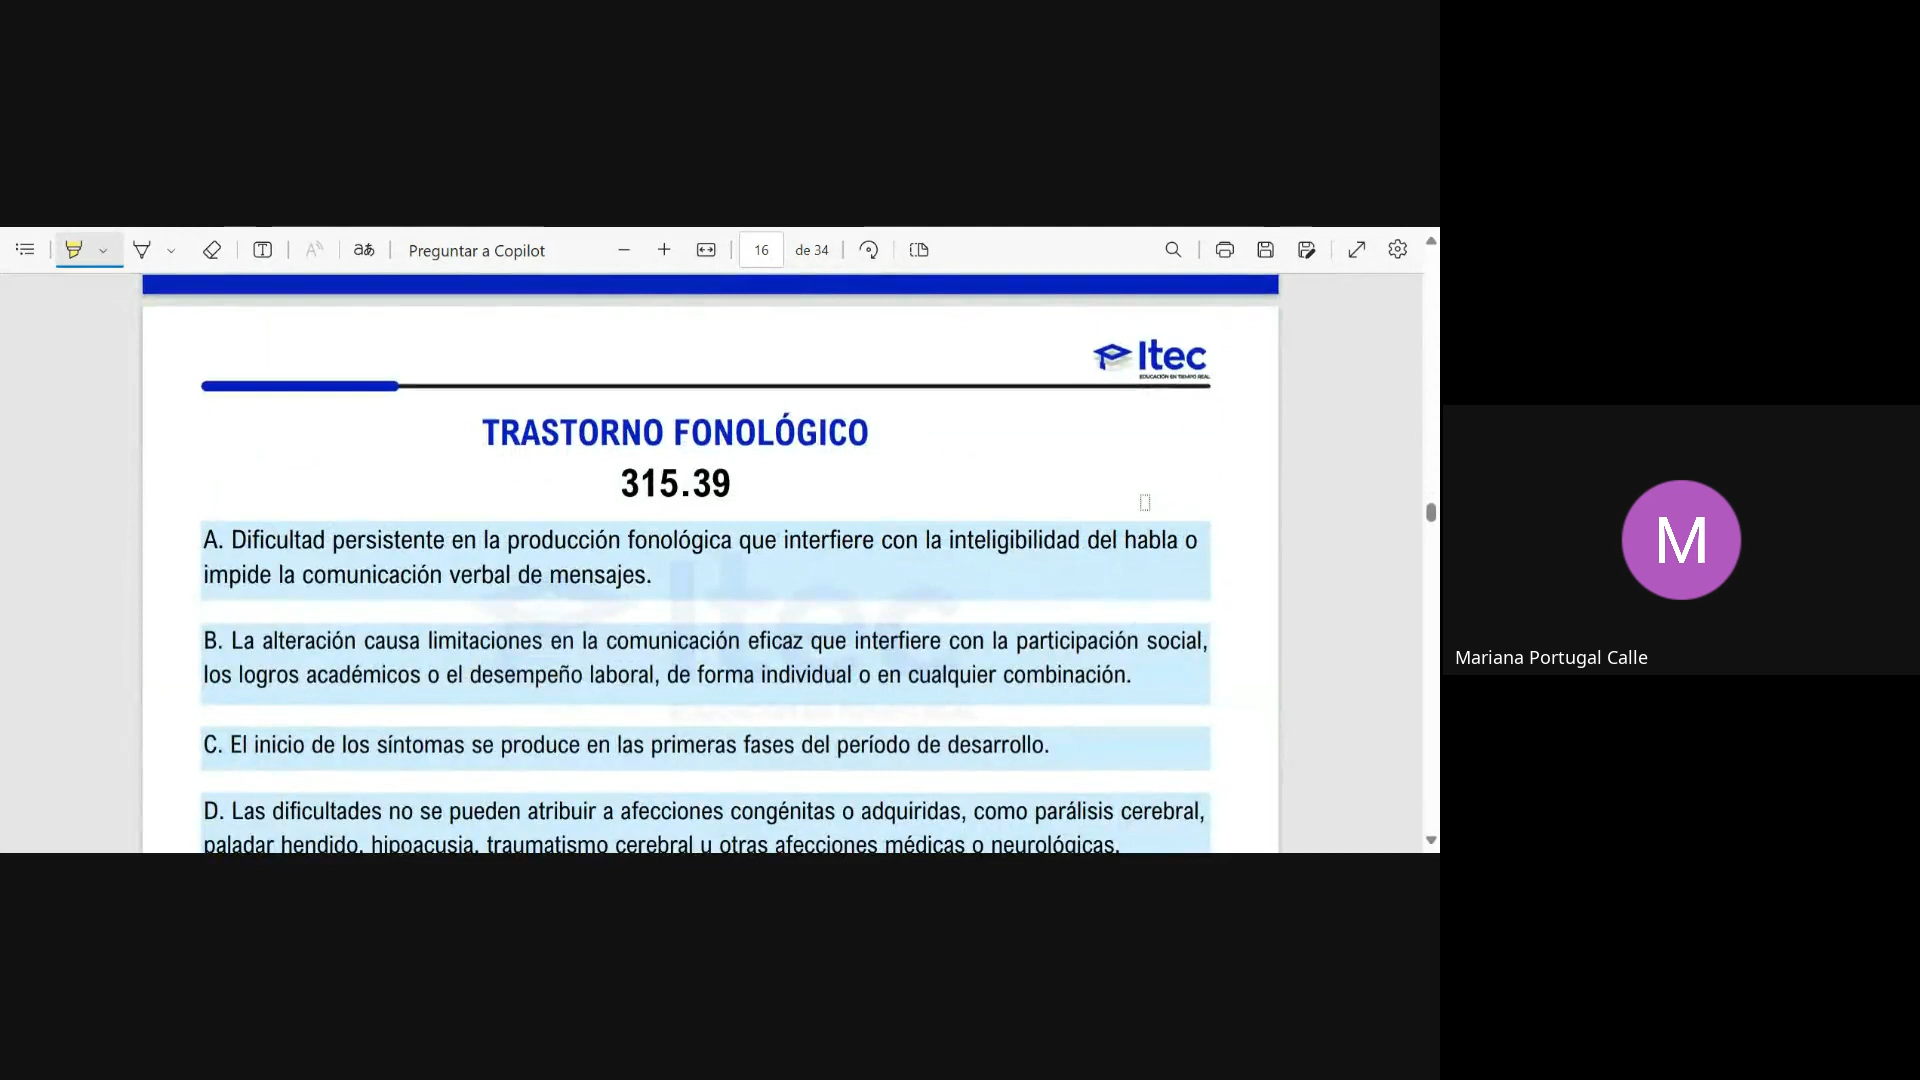 Preguntar a Copilot
16 de 34
Itec
EDUCACIÓN EN TIEMPO REAL
TRASTORNO FONOLÓGICO
315.39
A. Dificultad persistente en la producción fonológica que interfiere con la inteligibilidad del habla o
impide la comunicación verbal de mensajes.
B. La alteración causa limitaciones en la comunicación eficaz que interfiere con la participación social,
los logros académicos o el desempeño laboral, de forma individual o en cualquier combinación.
C. El inicio de los síntomas se produce en las primeras fases del período de desarrollo.
D. Las dificultades no se pueden atribuir a afecciones congénitas o adquiridas, como parálisis cerebral,
paladar hendido, hipoacusia, traumatismo cerebral u otras afecciones médicas o neurológicas.
M
Mariana Portugal Calle